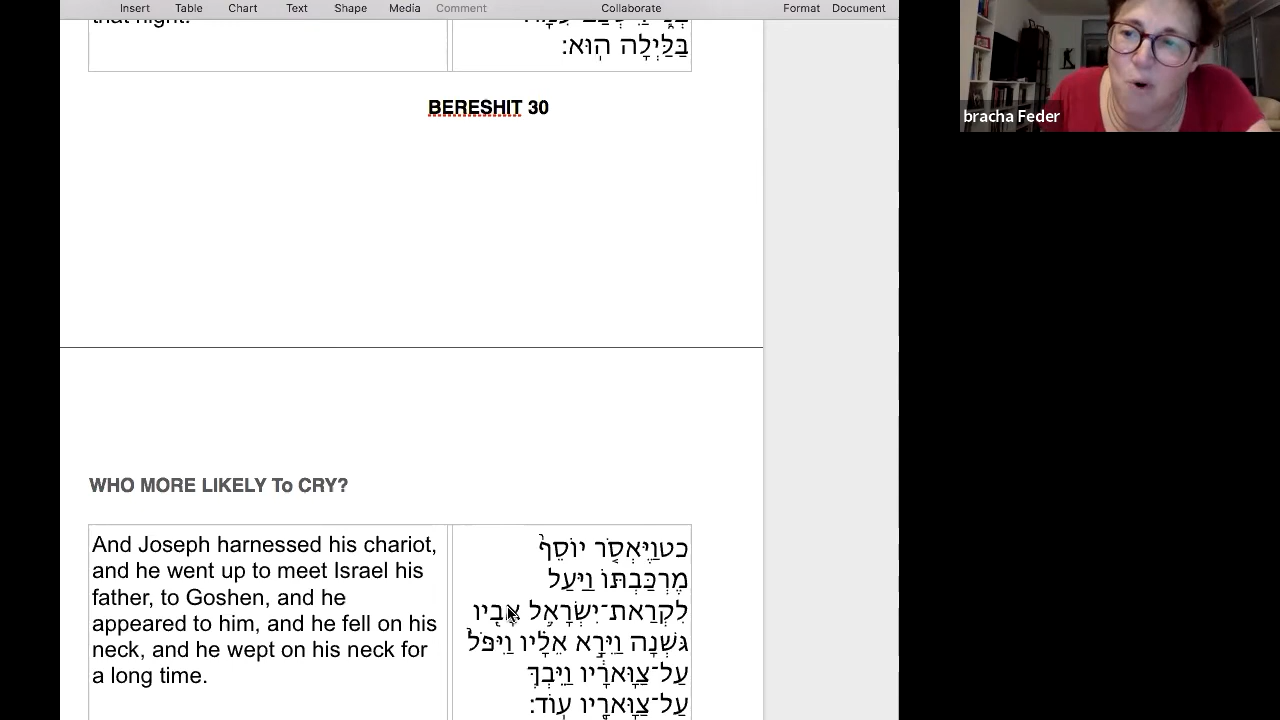 Insert Table Chart Text Shape Media Comment Collaborate Format Document
that night.
בַּלַּיְלָה הֽוּא׃
BERESHIT 30
bracha Feder
WHO MORE LIKELY To CRY?
And Joseph harnessed his chariot,
and he went up to meet Israel his
father, to Goshen, and he
appeared to him, and he fell on his
neck, and he wept on his neck for
a long time.
כטוַיֶּאְסֹ֤ר יוֹסֵף֙
מֶרְכַּבְתּוֹ וַיַּעַל
לִקְרַאת־יִשְׂרָאֵ֥ל אָבִ֖יו
גּשְׁנָה וַיֵּרָ֣א אֵלָ֗יו וַיִּפֹּל֙
עַל־צַוָּארָ֔יו וַיֵּ֥בְךְּ
עַל־צַוָּארָ֖יו עֽוֹד׃